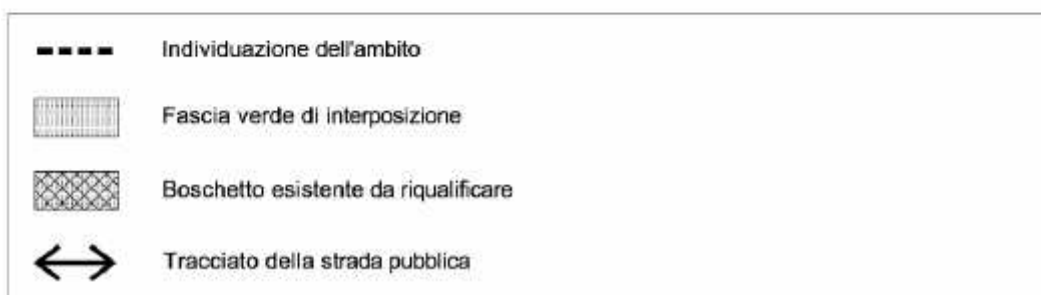 Individuazione dell'ambito
Fascia verde di interposizione
Boschetto esistente da riqualificare
Tracciato della strada pubblica